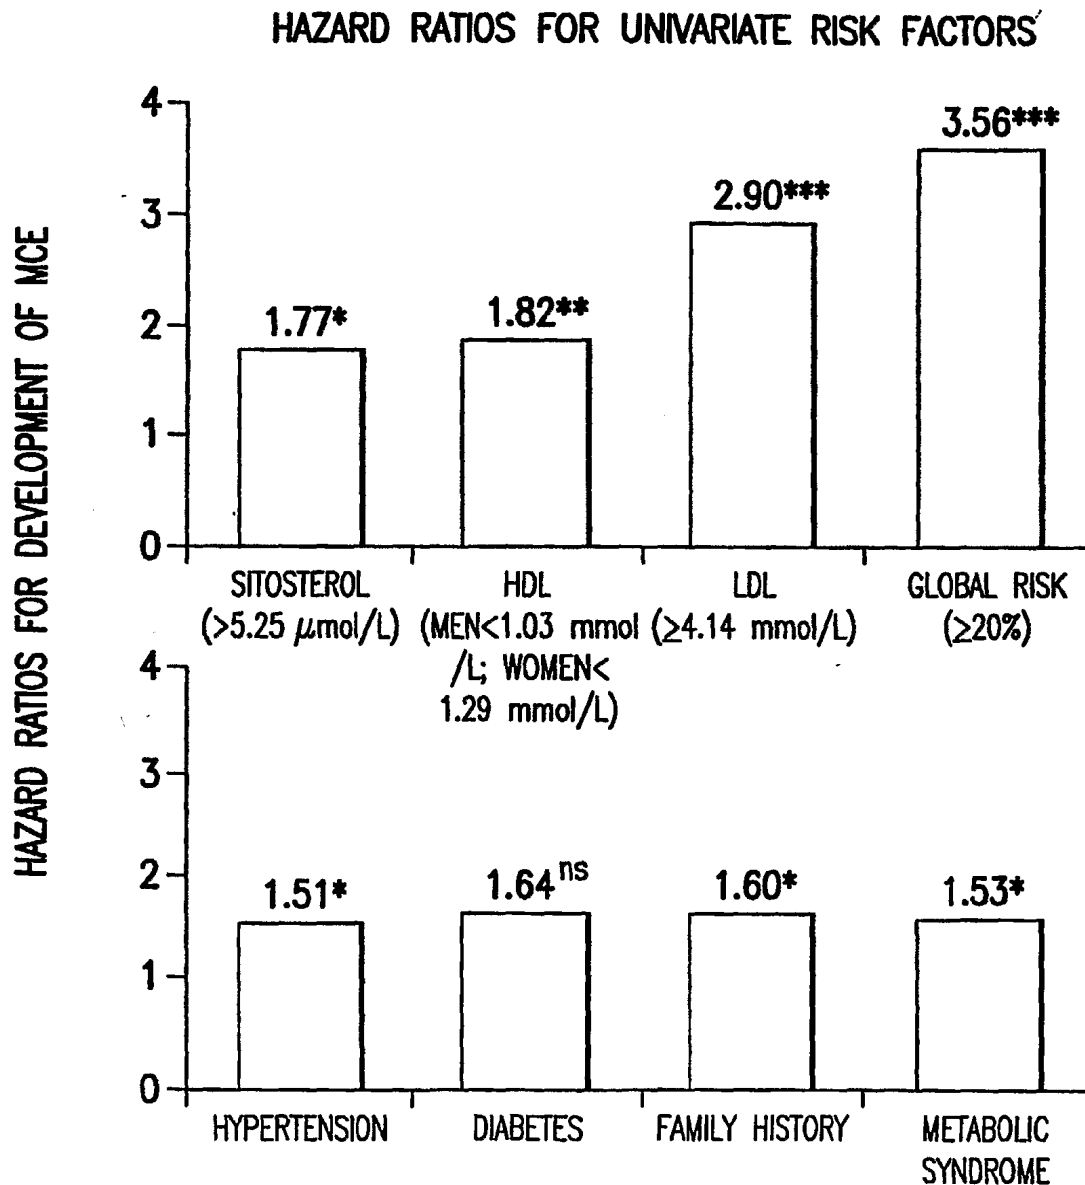 HAZARD RATIOS FOR UNIVARIATE RISK FACTORS
HAZARD RATIOS FOR DEVELOPMENT OF MCE
4
3
2
1
0
1.77*
1.82**
2.90***
3.56***
SITOSTEROL
(>5.25 μmol/L)
HDL
(MEN<1.03 mmol
/L; WOMEN<
1.29 mmol/L)
LDL
(≥4.14 mmol/L)
GLOBAL RISK
(≥20%)
4
3
2
1
0
1.51*
1.64ns
1.60*
1.53*
HYPERTENSION
DIABETES
FAMILY HISTORY
METABOLIC
SYNDROME